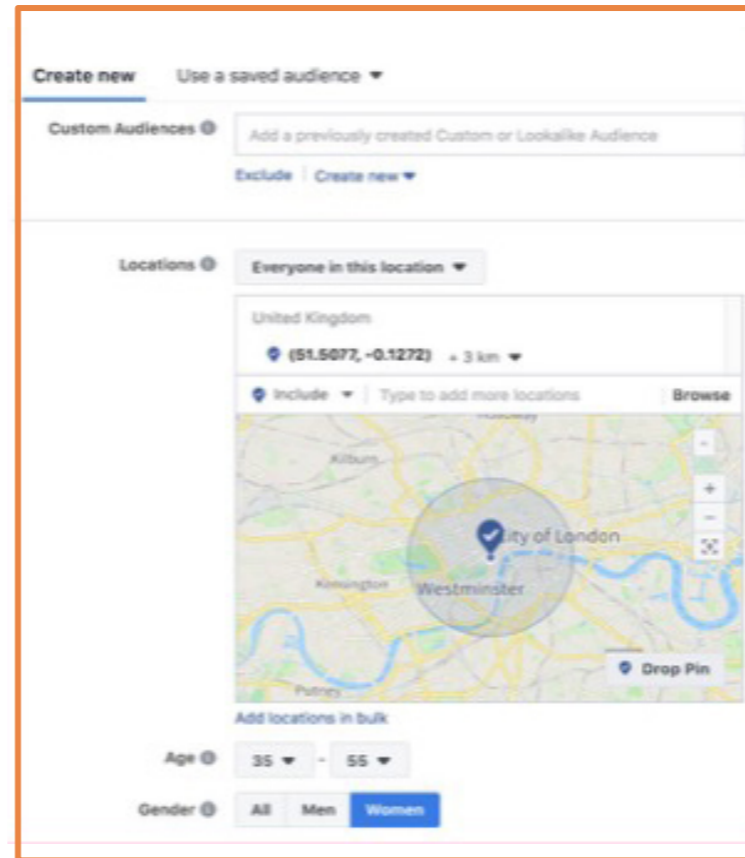 Create new Use a saved audience
Custom Audiences Add a previously created Custom or Lookalike Audience
Exclude Create new
Locations Everyone in this location
United Kingdom
(51.5077, -0.1272) + 3 km
Include Type to add more locations Browse
Kilburn
+
−
City of London
Kensington Westminster
Drop Pin
Putney
Add locations in bulk
Age 35 - 55
Gender All Men Women